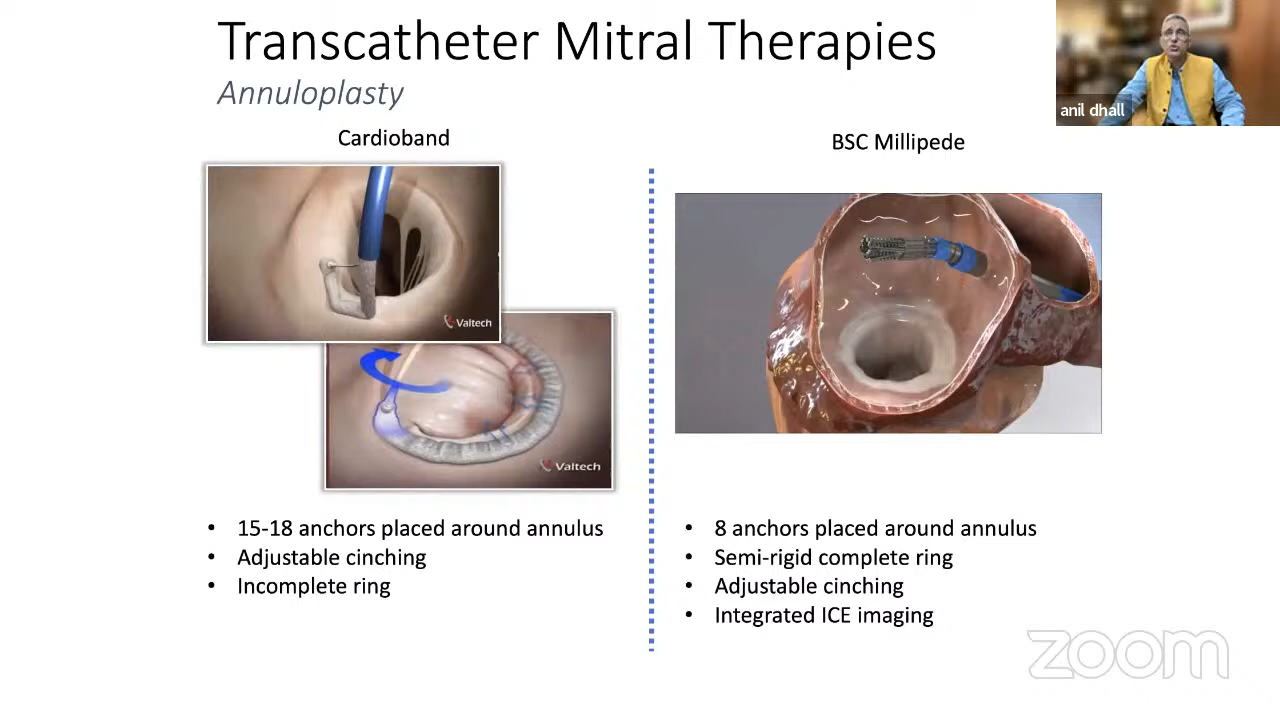 Transcatheter Mitral Therapies
Annuloplasty
anil dhall
Cardioband
Valtech
Valtech
• 15-18 anchors placed around annulus
• Adjustable cinching
• Incomplete ring
BSC Millipede
• 8 anchors placed around annulus
• Semi-rigid complete ring
• Adjustable cinching
• Integrated ICE imaging
zoom